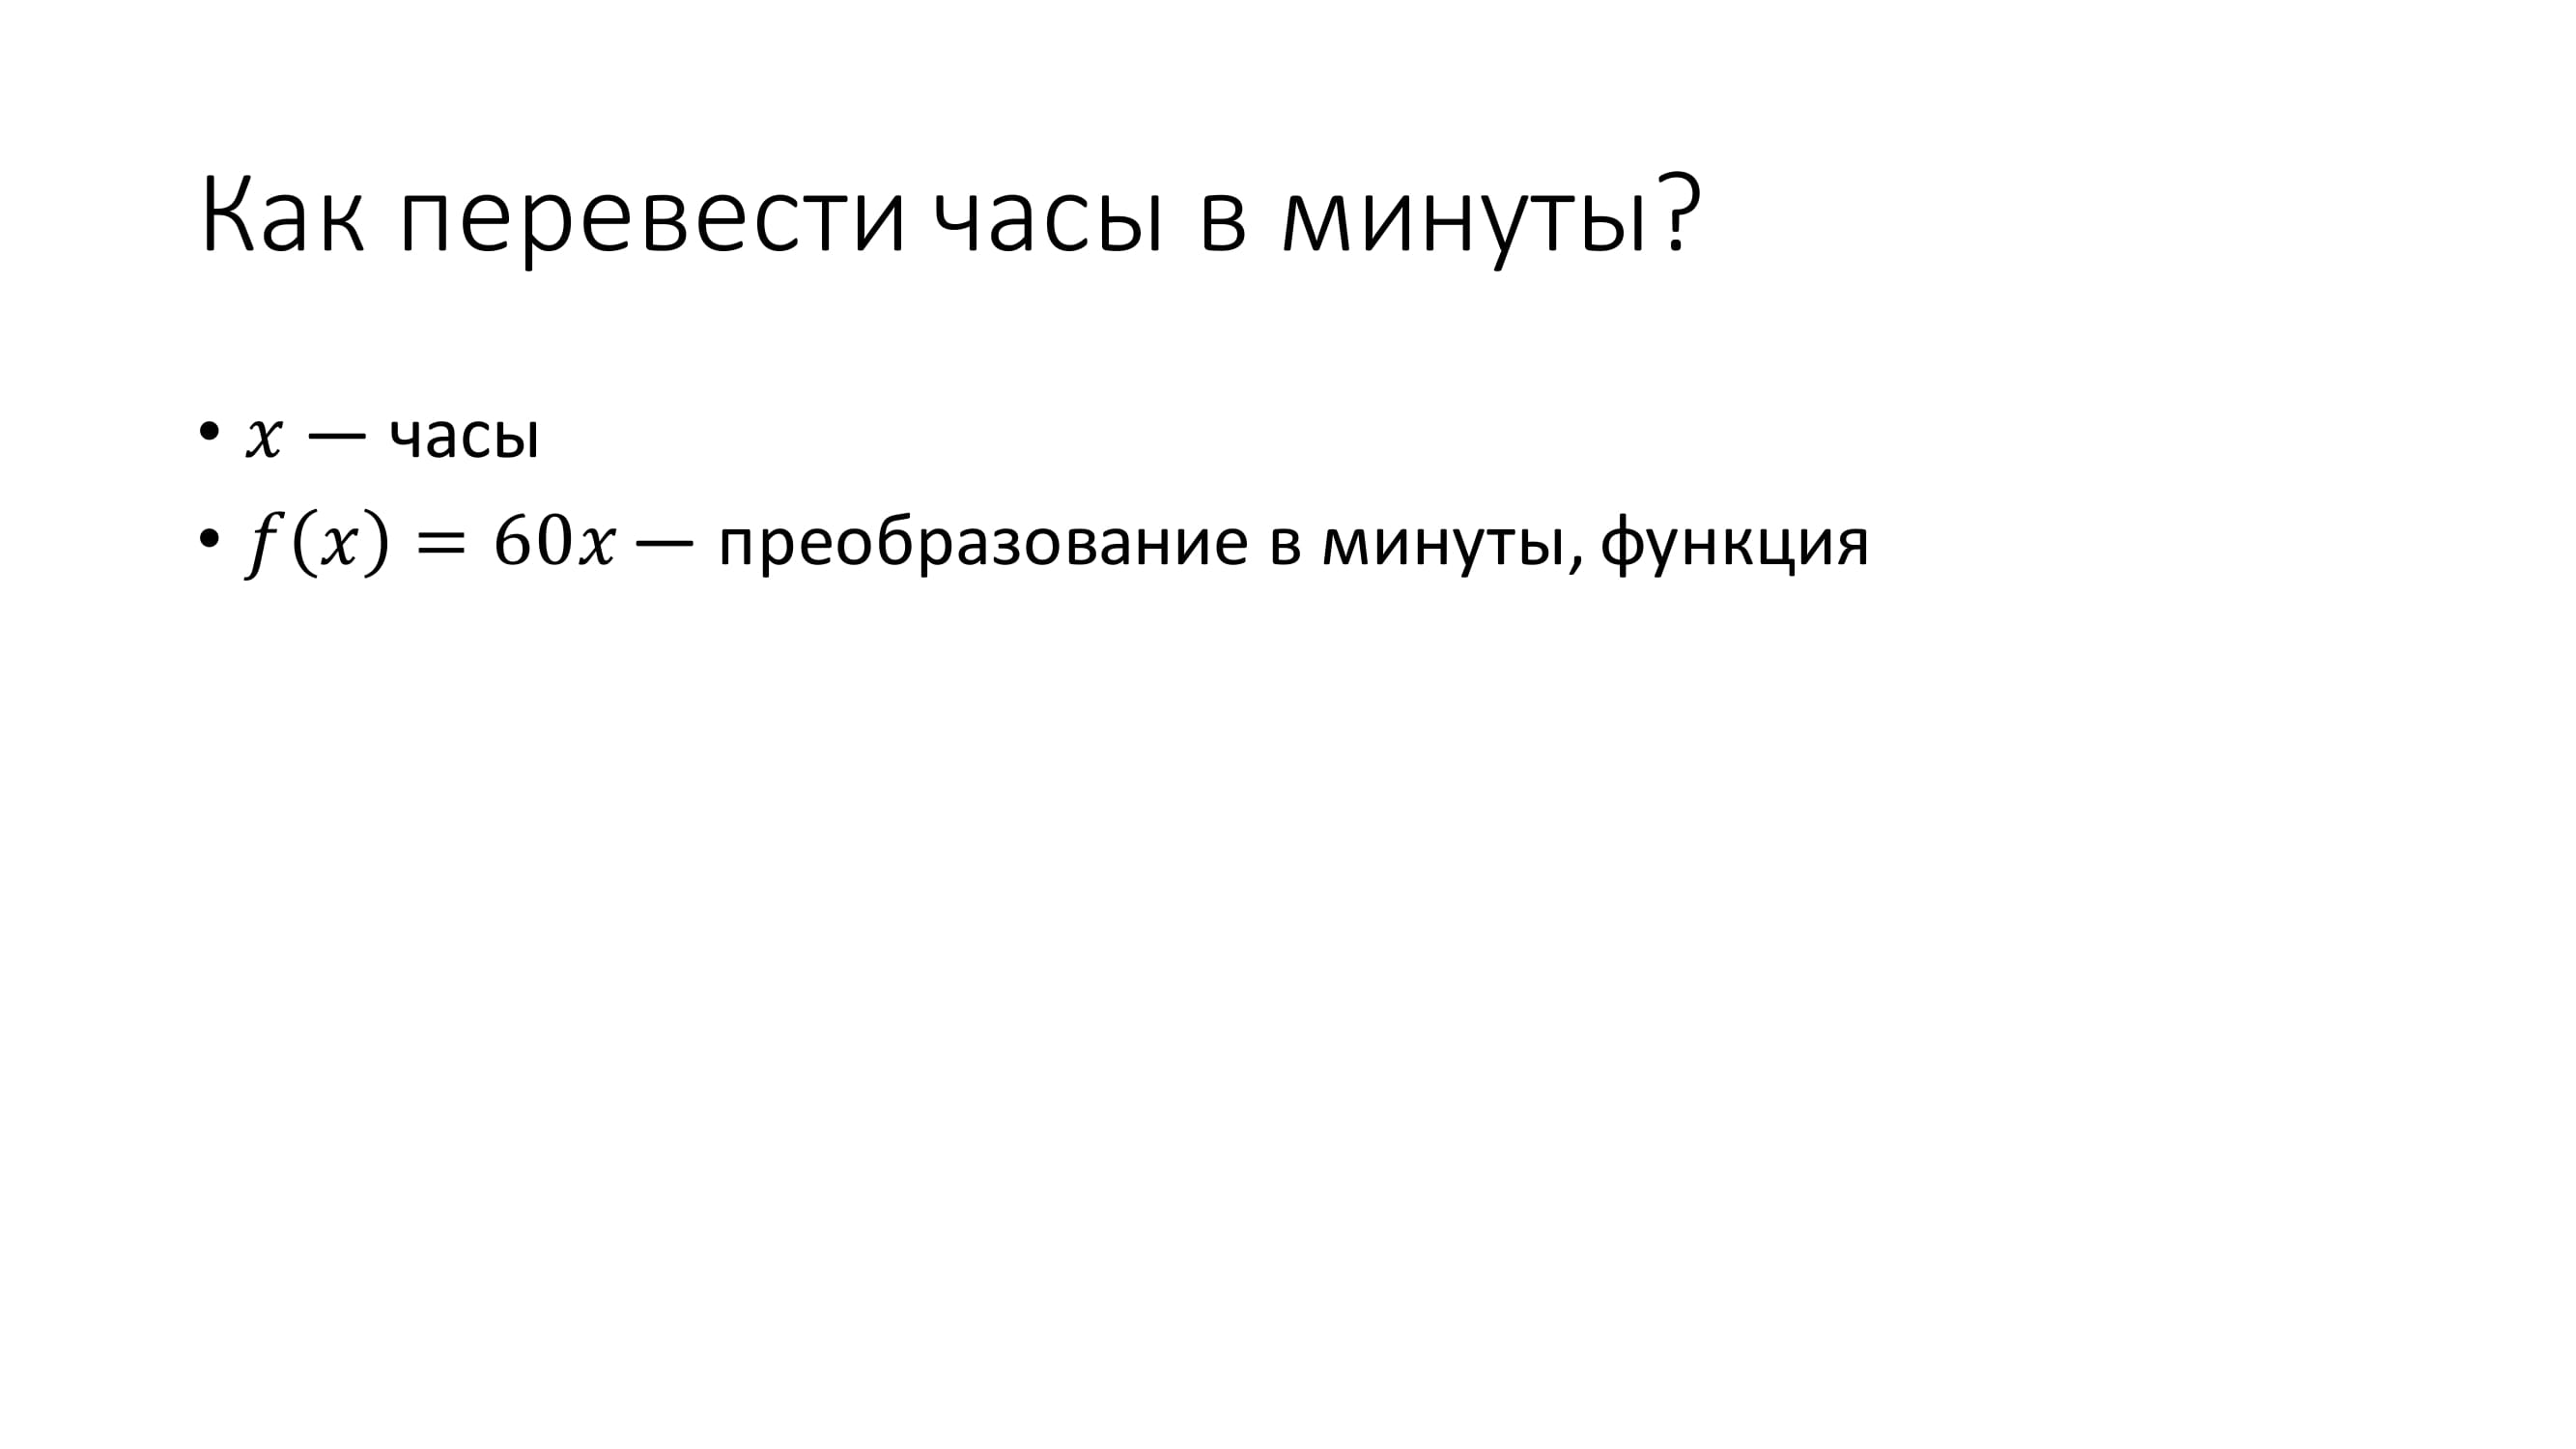 Как перевести часы в минуты?
• x — часы
• f(x) = 60x — преобразование в минуты, функция